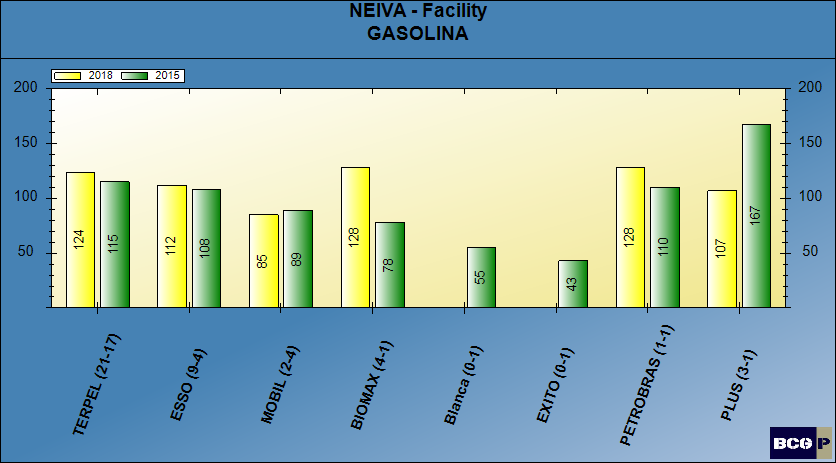 NEIVA - Facility
GASOLINA
2018 2015
200 200
150 150
100 100
50 50
124 115 112 108 85 89 128 78 55 43 128 110 107 167
TERPEL (21-17)
ESSO (9-4)
MOBIL (2-4)
BIOMAX (4-1)
Blanca (0-1)
EXITO (0-1)
PETROBRAS (1-1)
PLUS (3-1)
BCO P